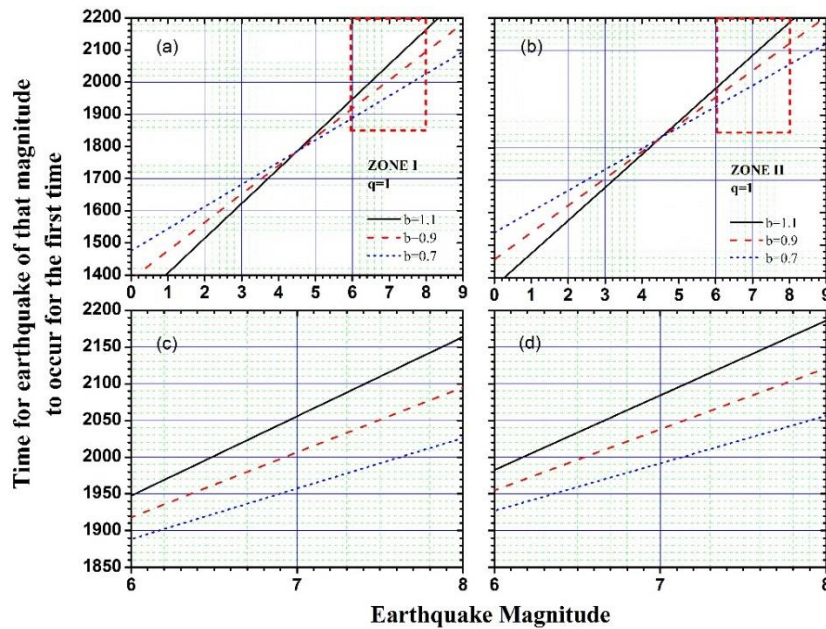 Time for earthquake of that magnitude
to occur for the first time
2200
2100
2000
1900
1800
1700
1600
1500
1400
(a)
ZONE I
q=1
b=1.1
b=0.9
b=0.7
0 1 2 3 4 5 6 7 8 9
(b)
ZONE II
q=1
b=1.1
b=0.9
b=0.7
0 1 2 3 4 5 6 7 8 9
2200
2150
2100
2050
2000
1950
1900
1850
(c)
6 7 8
(d)
6 7 8
Earthquake Magnitude